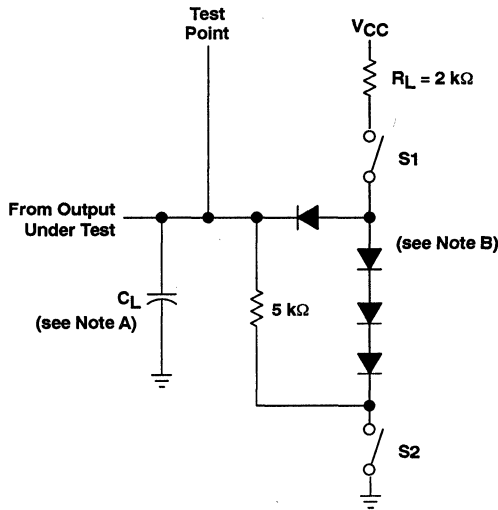 Test
Point
VCC
RL = 2 kΩ
S1
From Output
Under Test
(see Note B)
CL
(see Note A)
5 kΩ
S2